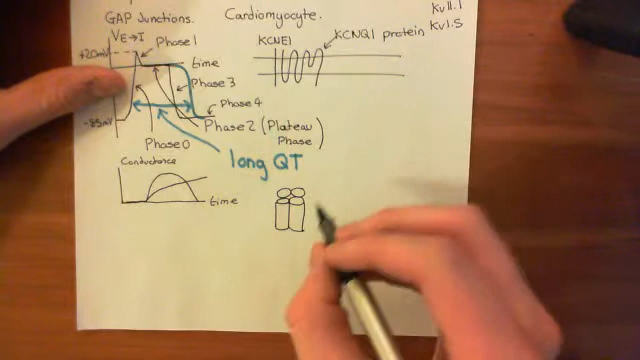 GAP Junctions.
Cardiomyocyte.
Kv11.1
Kv1.5
VE→I
Phase 1
+20mV
time
Phase 3
Phase 4
-85mV
Phase 0
Phase 2 (Plateau Phase)
long QT
KCNE1
KCNQ1 protein
Conductance
time